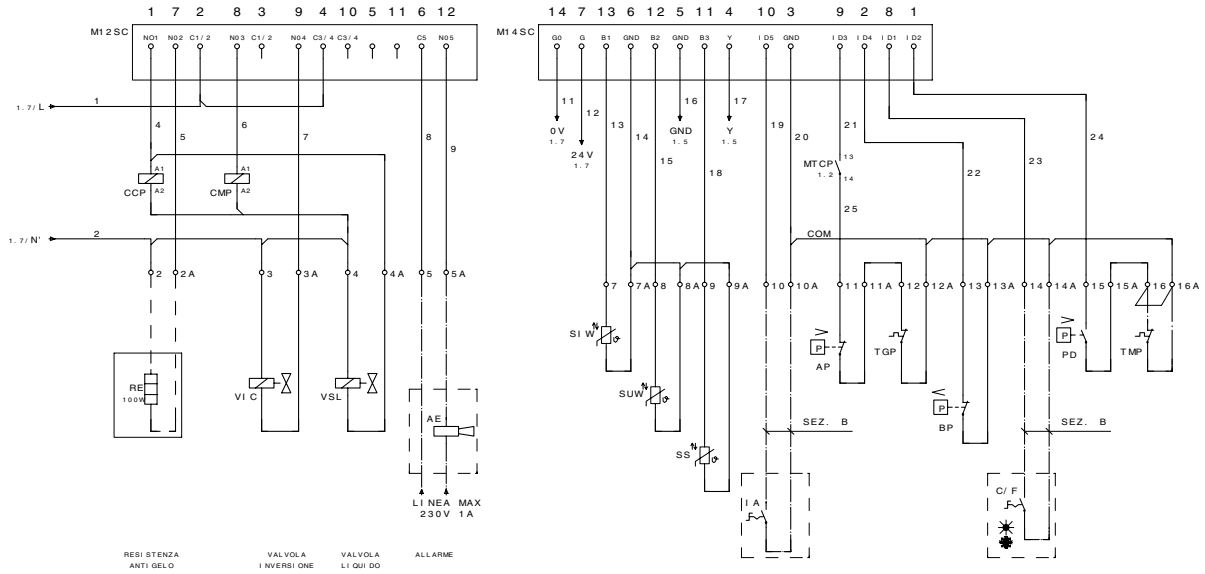 1 7 2 8 3 10 5 11 6 12 14 7 13 6 12 5 11 4 10 3 9 2 8 1
M12SC NO1 N02 C1/2 N03 C1/2 N04 C3/4 C3/4 C5 N05 M14SC G0 G B1 GND B2 GND B3 Y ID5 GND ID3 ID4 ID1 ID2
1.7/L 1 11 12 16 17
4 5 6 7 8 9 13 14 15 18 19 20 21 22 23 24
0V 1.7
24V 1.7
GND 1.5
Y 1.5
A1 A1 13
CCP A2 CMP A2 MTCP 1.2 14
25
1.7/N' 2 COM
2 2A 3 3A 4 4A 5 5A 7 7A 8 8A 9 9A 10 10A 11 11A 12 12A 13 13A 14 14A 15 15A 16 16A
SIW P AP TGP P PD TMP
RE 100W VIC VSL SUW P BP
AE SEZ. B SEZ. B
SS
LINEA MAX
230V 1A
IA C/F
RESISTENZA
ANTIGELO
VALVOLA
INVERSIONE
VALVOLA
LIQUIDO
ALLARME